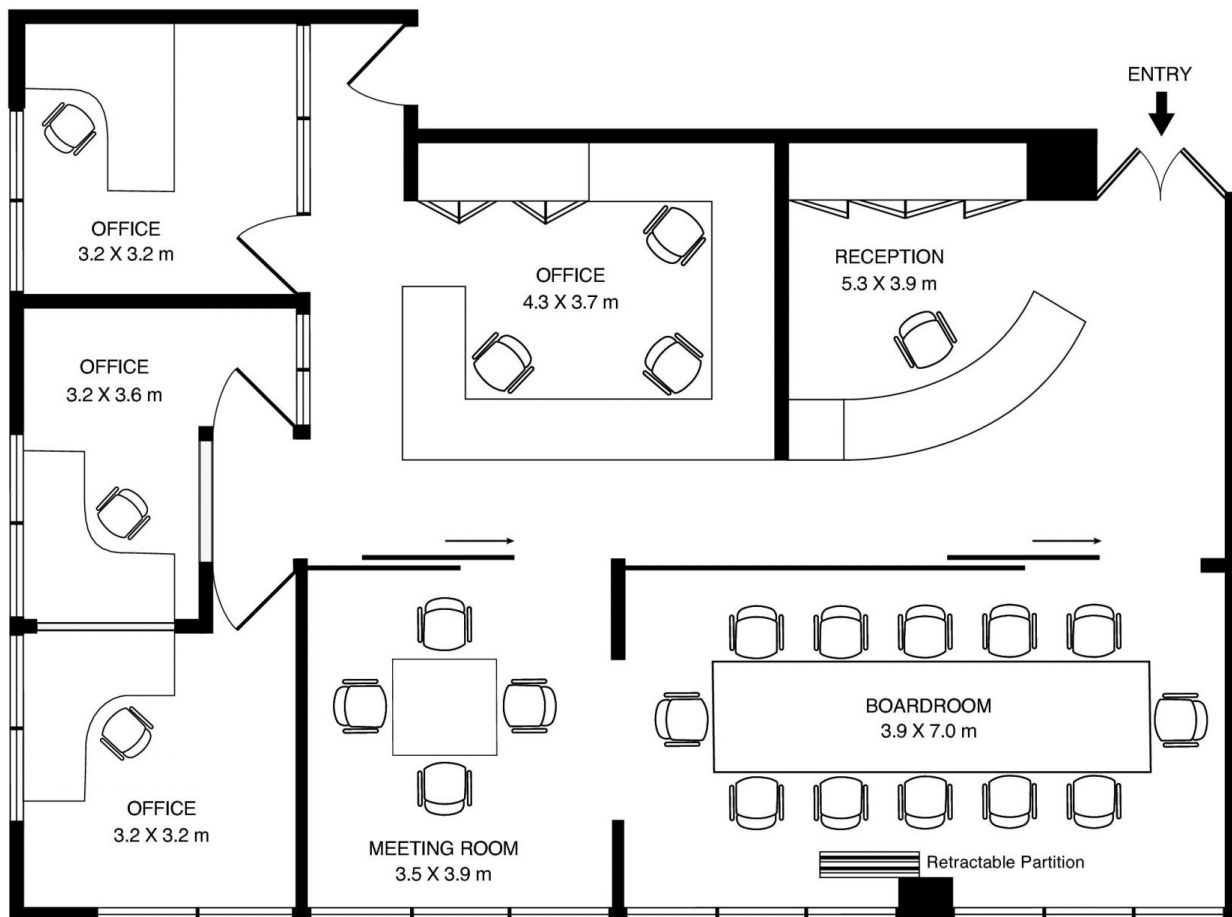 ENTRY
OFFICE
3.2 X 3.2 m
RECEPTION
5.3 X 3.9 m
OFFICE
4.3 X 3.7 m
OFFICE
3.2 X 3.6 m
BOARDROOM
3.9 X 7.0 m
OFFICE
3.2 X 3.2 m
MEETING ROOM
3.5 X 3.9 m
Retractable Partition